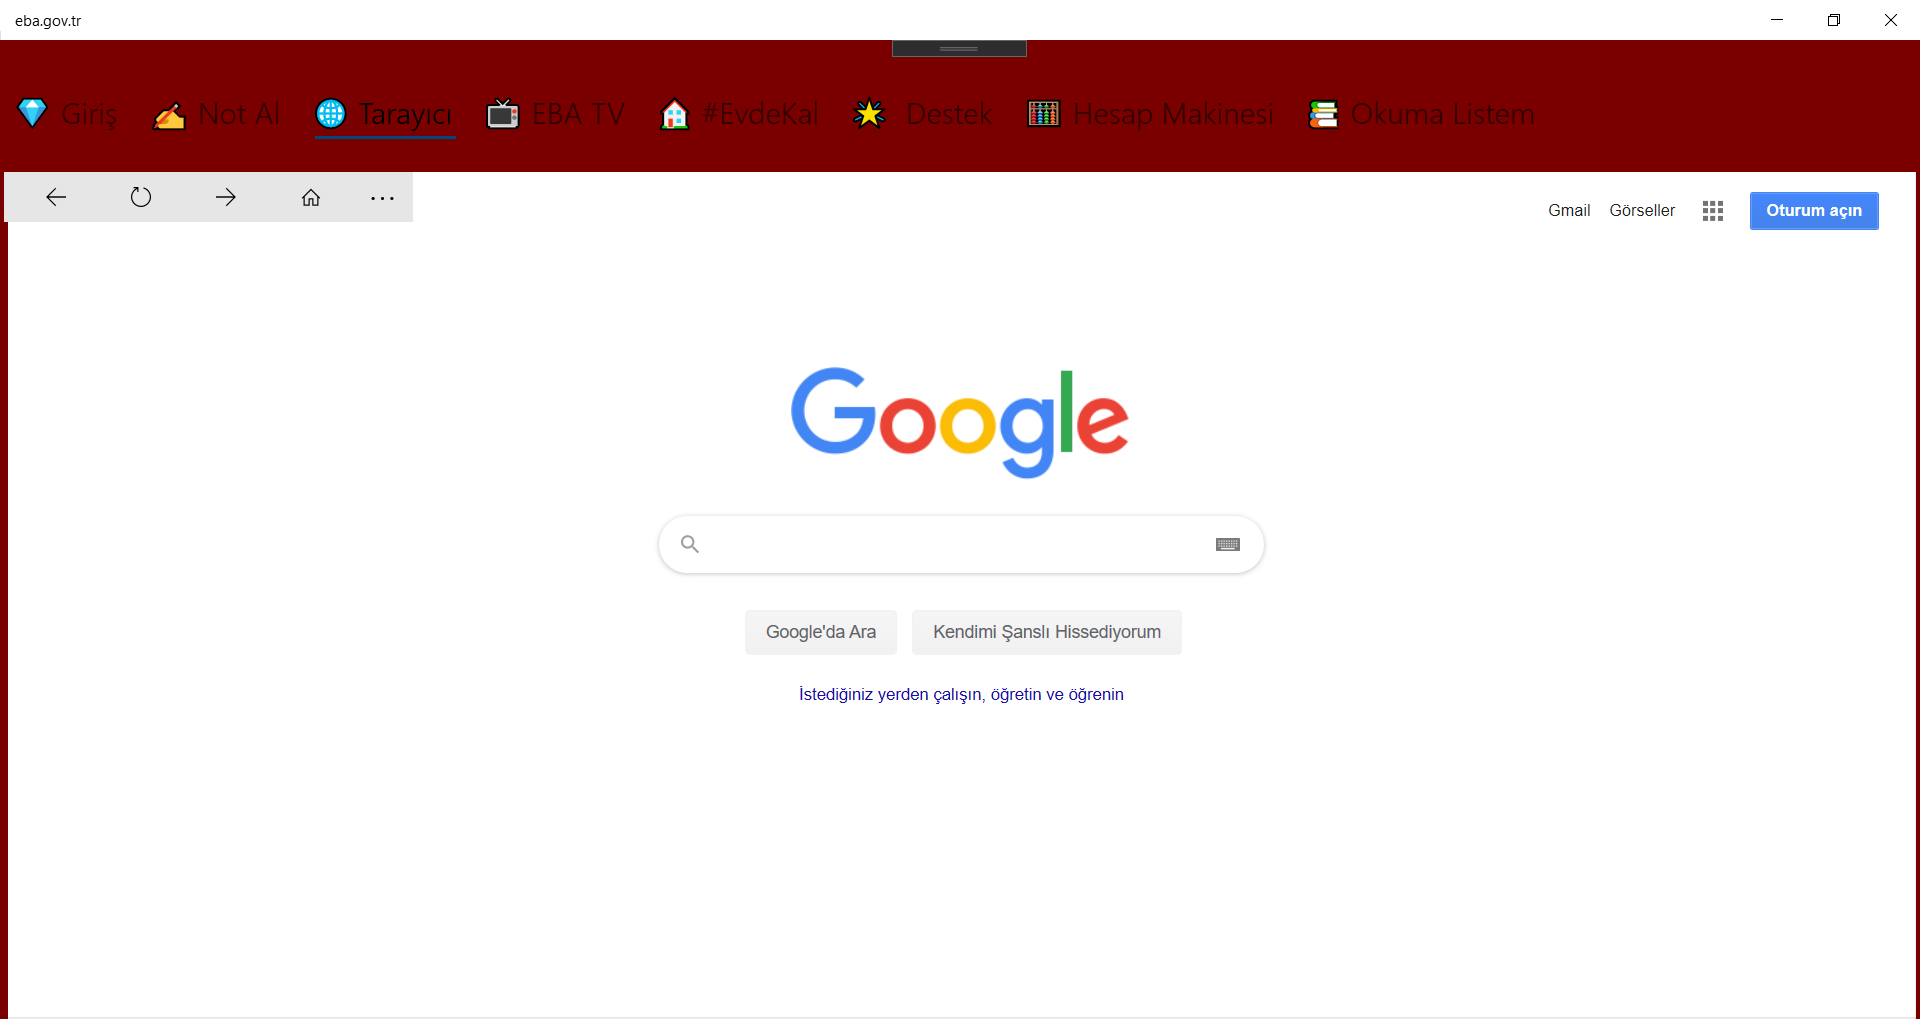 eba.gov.tr
Giriş Not Al Tarayıcı EBA TV #EvdeKal Destek Hesap Makinesi Okuma Listem
Gmail Görseller Oturum açın
Google
Google'da Ara Kendimi Şanslı Hissediyorum
İstediğiniz yerden çalışın, öğretin ve öğrenin